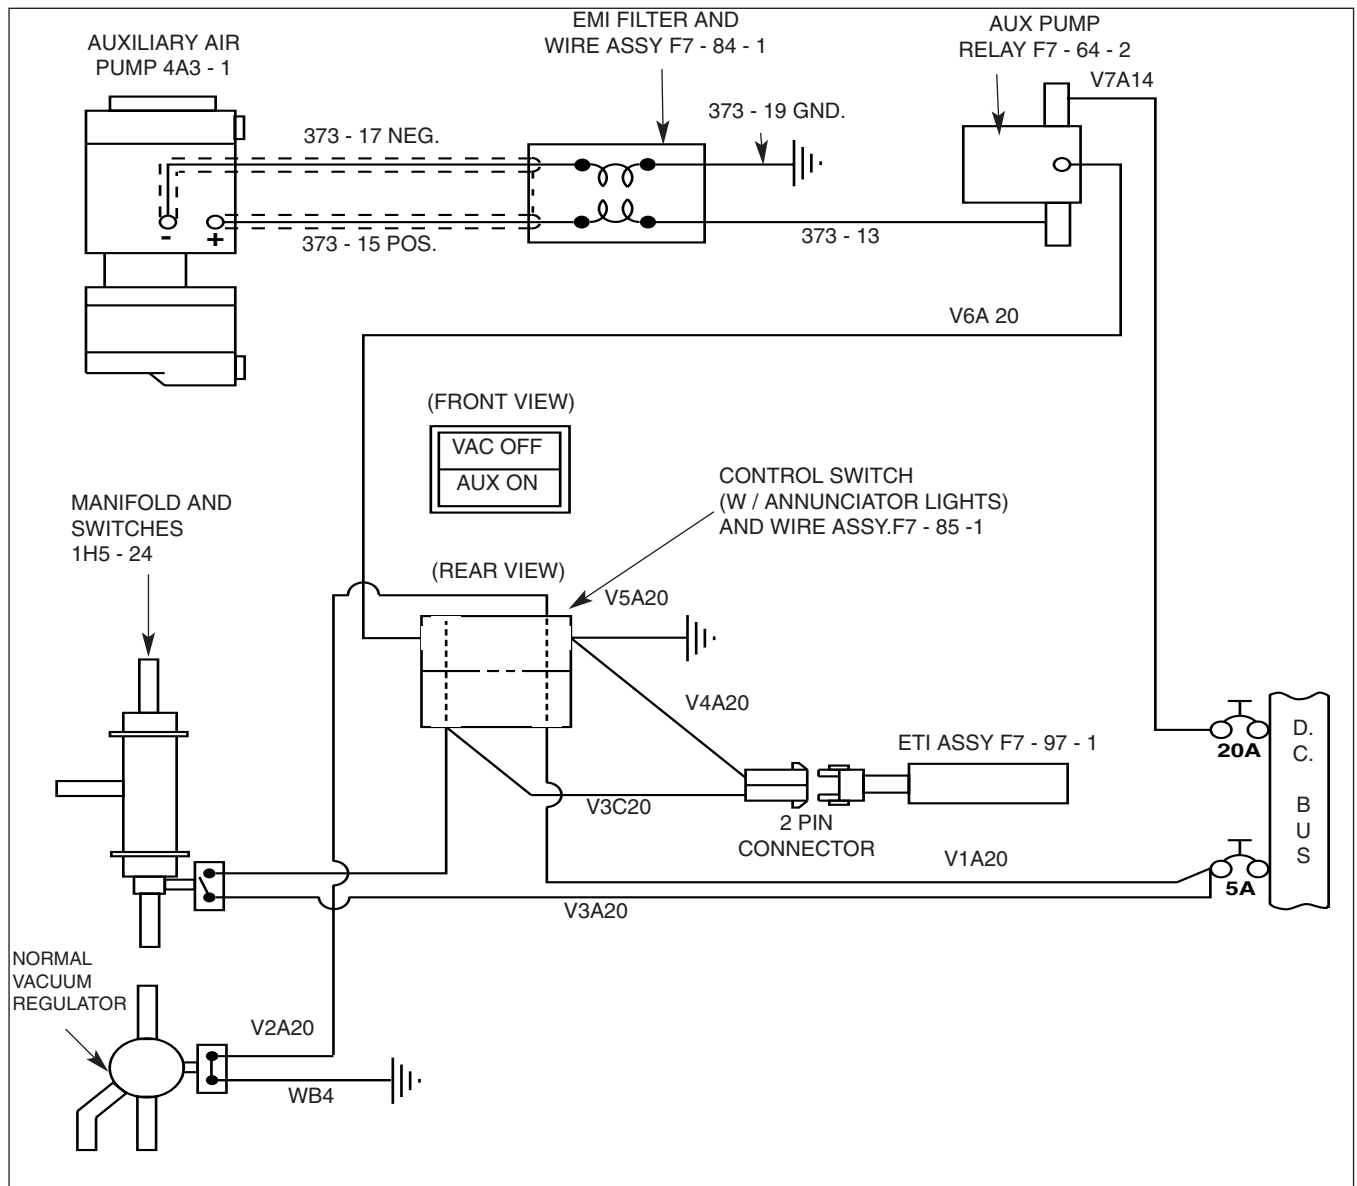 EMI FILTER AND
WIRE ASSY F7 - 84 - 1
AUX PUMP
RELAY F7 - 64 - 2
AUXILIARY AIR
PUMP 4A3 - 1
V7A14
373 - 19 GND.
373 - 17 NEG.
-
+
373 - 15 POS.
373 - 13
V6A 20
(FRONT VIEW)
VAC OFF
AUX ON
CONTROL SWITCH
(W / ANNUNCIATOR LIGHTS)
AND WIRE ASSY.F7 - 85 -1
MANIFOLD AND
SWITCHES
1H5 - 24
(REAR VIEW)
V5A20
V4A20
ETI ASSY F7 - 97 - 1
20A
D.
C.
B
U
S
V3C20
2 PIN
CONNECTOR
V1A20
5A
V3A20
NORMAL
VACUUM
REGULATOR
V2A20
WB4